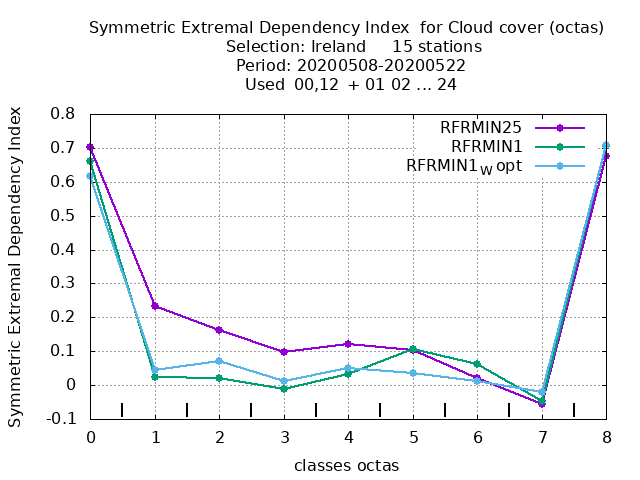 Symmetric Extremal Dependency Index for Cloud cover (octas)
Selection: Ireland 15 stations
Period: 20200508-20200522
Used 00,12 + 01 02 ... 24
Symmetric Extremal Dependency Index
0.8
0.7
0.6
0.5
0.4
0.3
0.2
0.1
0
-0.1
RFRMIN25
RFRMIN1
RFRMIN1w opt
0 1 2 3 4 5 6 7 8
classes octas